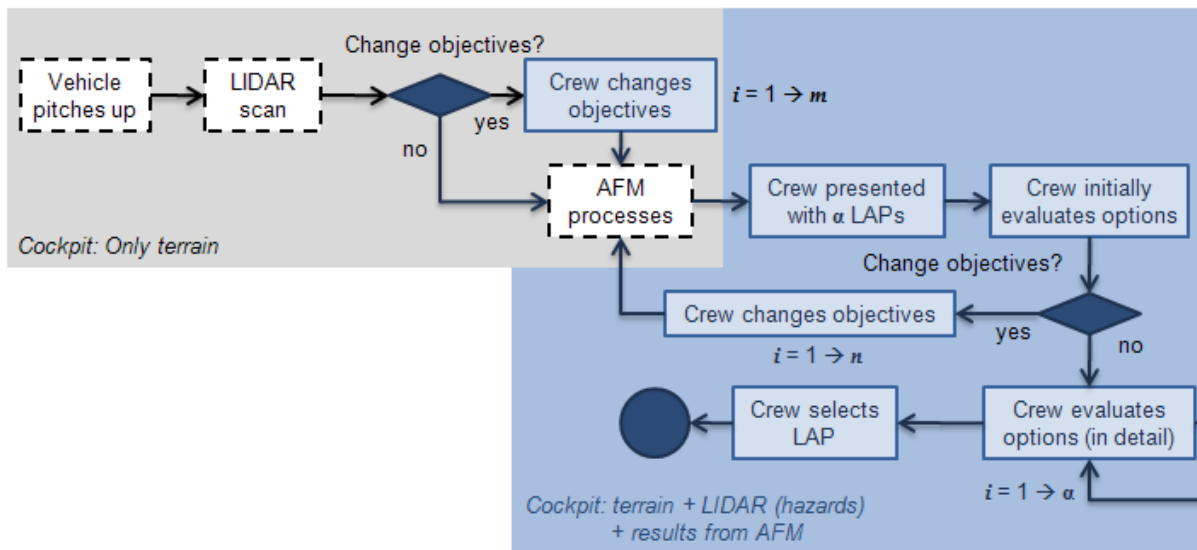 Change objectives?
Vehicle
pitches up
LIDAR
scan
Crew changes
objectives
i = 1 → m
yes
no
AFM
processes
Crew presented
with α LAPs
Crew initially
evaluates options
Cockpit: Only terrain
Change objectives?
Crew changes objectives
yes
no
i = 1 → n
Crew selects
LAP
Crew evaluates
options (in detail)
i = 1 → α
Cockpit: terrain + LIDAR (hazards)
+ results from AFM